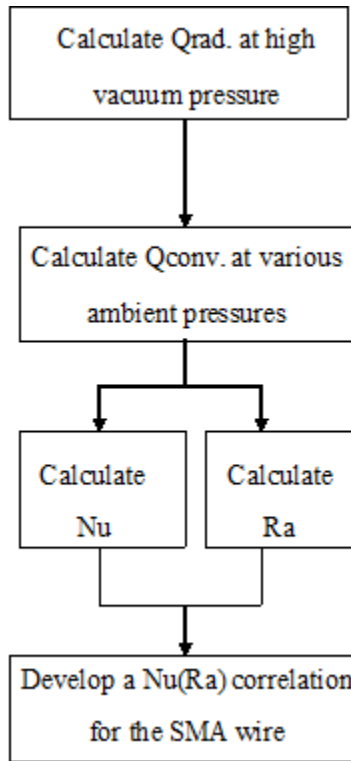 Calculate Qrad. at high
vacuum pressure
Calculate Qconv. at various
ambient pressures
Calculate
Nu
Calculate
Ra
Develop a Nu(Ra) correlation
for the SMA wire